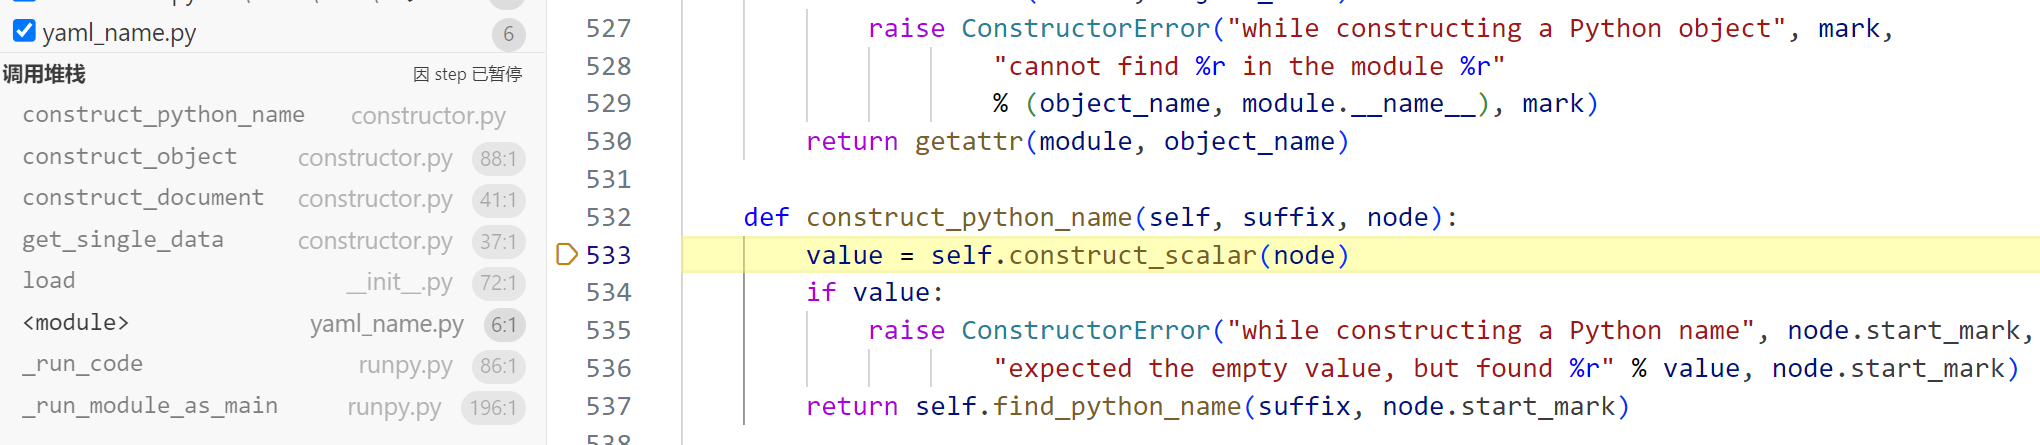 yaml_name.py 6
调用堆栈 因 step 已暂停
construct_python_name constructor.py
construct_object constructor.py 88:1
construct_document constructor.py 41:1
get_single_data constructor.py 37:1
load __init__.py 72:1
<module> yaml_name.py 6:1
_run_code runpy.py 86:1
_run_module_as_main runpy.py 196:1
527 raise ConstructorError("while constructing a Python object", mark,
528 "cannot find %r in the module %r"
529 % (object_name, module.__name__), mark)
530 return getattr(module, object_name)
531
532 def construct_python_name(self, suffix, node):
533 value = self.construct_scalar(node)
534 if value:
535 raise ConstructorError("while constructing a Python name", node.start_mark,
536 "expected the empty value, but found %r" % value, node.start_mark)
537 return self.find_python_name(suffix, node.start_mark)
538